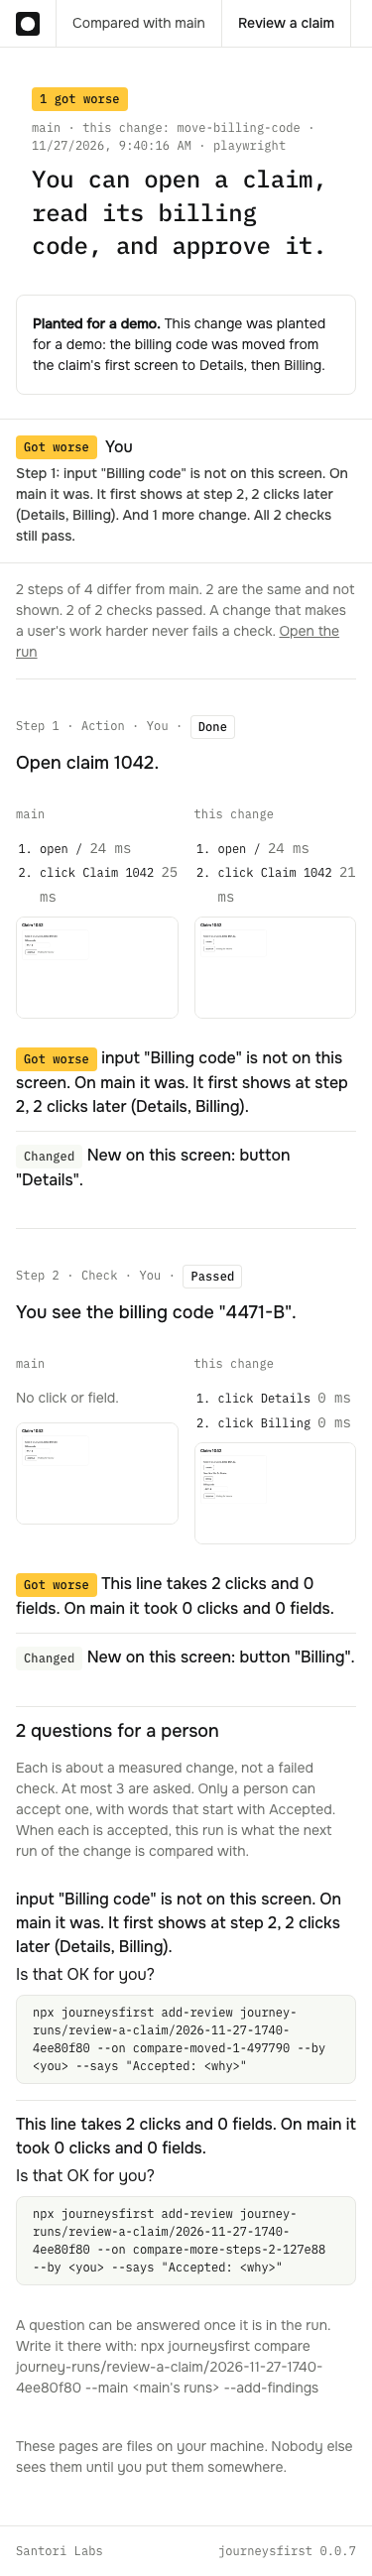 Compared with main
Review a claim
1 got worse
main · this change: move-billing-code ·
11/27/2026, 9:40:16 AM · playwright
You can open a claim,
read its billing
code, and approve it.
Planted for a demo. This change was planted
for a demo: the billing code was moved from
the claim's first screen to Details, then Billing.
Got worse You
Step 1: input "Billing code" is not on this screen. On
main it was. It first shows at step 2, 2 clicks later
(Details, Billing). And 1 more change. All 2 checks
still pass.
2 steps of 4 differ from main. 2 are the same and not
shown. 2 of 2 checks passed. A change that makes
a user's work harder never fails a check. Open the
run
Step 1 · Action · You · Done
Open claim 1042.
main
1. open / 24 ms
2. click Claim 1042 25
ms
Claim 1042
this change
1. open / 24 ms
2. click Claim 1042 21
ms
Claim 1042
Got worse input "Billing code" is not on this
screen. On main it was. It first shows at step
2, 2 clicks later (Details, Billing).
Changed New on this screen: button
"Details".
Step 2 · Check · You · Passed
You see the billing code "4471-B".
main
No click or field.
Claim 1042
this change
1. click Details 0 ms
2. click Billing 0 ms
Claim 1042
Got worse This line takes 2 clicks and 0
fields. On main it took 0 clicks and 0 fields.
Changed New on this screen: button "Billing".
2 questions for a person
Each is about a measured change, not a failed
check. At most 3 are asked. Only a person can
accept one, with words that start with Accepted.
When each is accepted, this run is what the next
run of the change is compared with.
input "Billing code" is not on this screen. On
main it was. It first shows at step 2, 2 clicks
later (Details, Billing).
Is that OK for you?
npx journeysfirst add-review journey-
runs/review-a-claim/2026-11-27-1740-
4ee80f80 --on compare-moved-1-497790 --by
<you> --says "Accepted: <why>"
This line takes 2 clicks and 0 fields. On main it
took 0 clicks and 0 fields.
Is that OK for you?
npx journeysfirst add-review journey-
runs/review-a-claim/2026-11-27-1740-
4ee80f80 --on compare-more-steps-2-127e88
--by <you> --says "Accepted: <why>"
A question can be answered once it is in the run.
Write it there with: npx journeysfirst compare
journey-runs/review-a-claim/2026-11-27-1740-
4ee80f80 --main <main's runs> --add-findings
These pages are files on your machine. Nobody else
sees them until you put them somewhere.
Santori Labs
journeysfirst 0.0.7